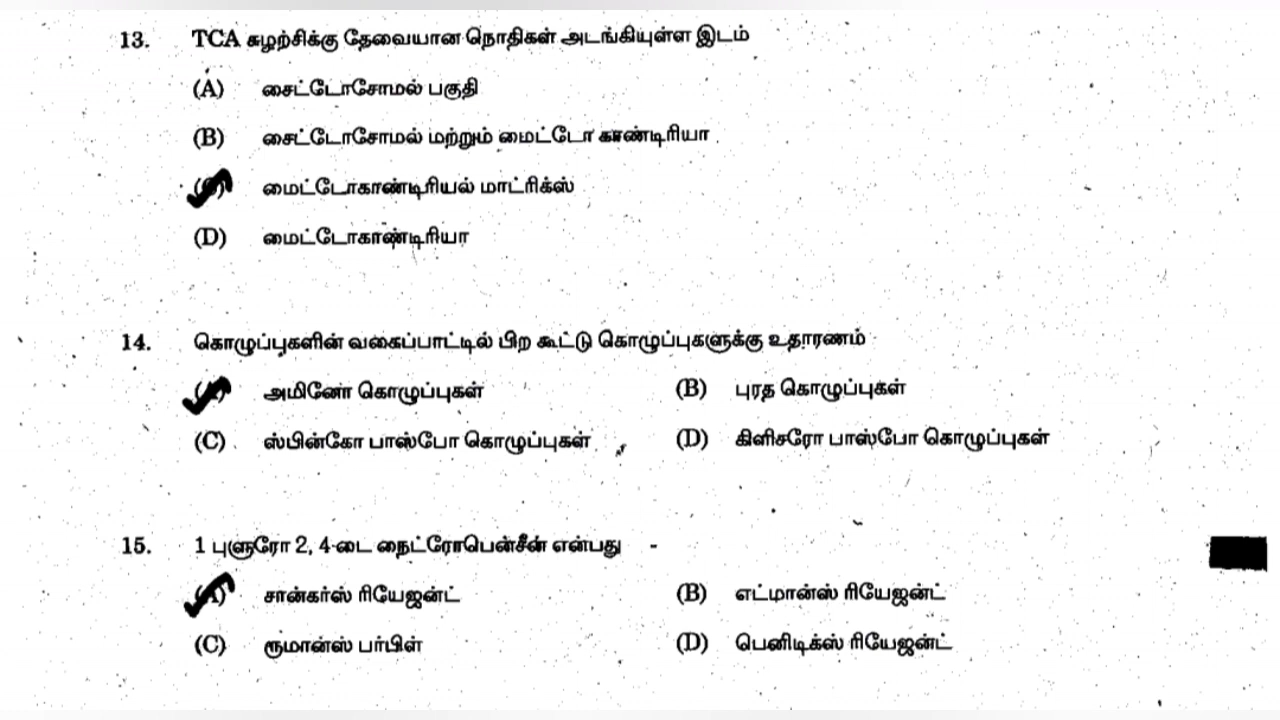 13. TCA சுழற்சிக்கு தேவையான நொதிகள் அடங்கியுள்ள இடம்
(A) சைட்டோசோமல் பகுதி
(B) சைட்டோசோமல் மற்றும் மைட்டோ காண்டிரியா
(C) மைட்டோகாண்டிரியல் மாட்ரிக்ஸ்
(D) மைட்டோகாண்டிரியா
14. கொழுப்புகளின் வகைப்பாட்டில் பிற கூட்டு கொழுப்புகளுக்கு உதாரணம்
(A) அமினோ கொழுப்புகள் (B) புரத கொழுப்புகள்
(C) ஸ்பின்கோ பாஸ்போ கொழுப்புகள் (D) கிளிசரோ பாஸ்போ கொழுப்புகள்
15. 1 புளுரோ 2, 4-டை நைட்ரோபென்சீன் என்பது -
(A) சான்கர்ஸ் ரியேஜன்ட் (B) எட்மான்ஸ் ரியேஜன்ட்
(C) ரூமான்ஸ் பர்பிள் (D) பெனிடிக்ஸ் ரியேஜன்ட்